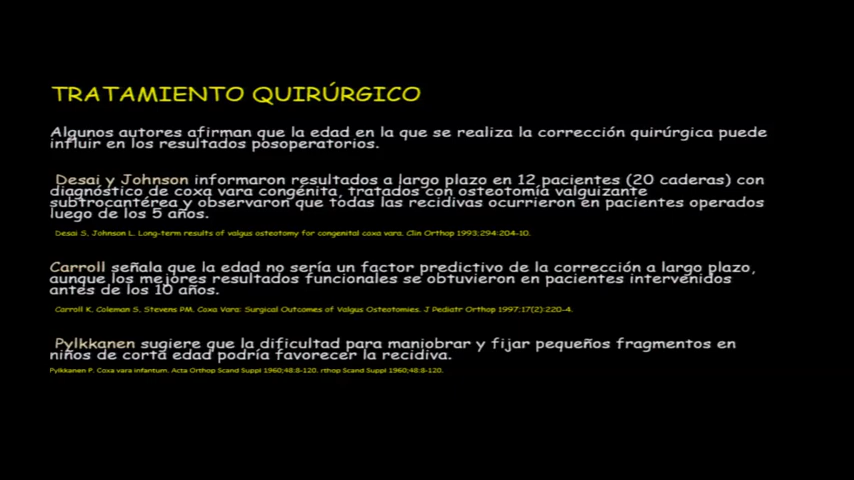 TRATAMIENTO QUIRÚRGICO
Algunos autores afirman que la edad en la que se realiza la corrección quirúrgica puede
influir en los resultados posoperatorios.
Desai y Johnson informaron resultados a largo plazo en 12 pacientes (20 caderas) con
diagnóstico de coxa vara congénita, tratados con osteotomía valguizante
subtrocantérea y observaron que todas las recidivas ocurrieron en pacientes operados
luego de los 5 años.
Desai S, Johnson L. Long-term results of valgus osteotomy for congenital coxa vara. Clin Orthop 1993;294:204-10.
Carroll señala que la edad no sería un factor predictivo de la corrección a largo plazo,
aunque los mejores resultados funcionales se obtuvieron en pacientes intervenidos
antes de los 10 años.
Carroll K, Coleman S, Stevens PM. Coxa Vara: Surgical Outcomes of Valgus Osteotomies. J Pediatr Orthop 1997;17(2):220-4.
Pylkkanen sugiere que la dificultad para maniobrar y fijar pequeños fragmentos en
niños de corta edad podría favorecer la recidiva.
Pylkkanen P. Coxa vara infantum. Acta Orthop Scand Suppl 1960;48:8-120. rthop Scand Suppl 1960;48:8-120.